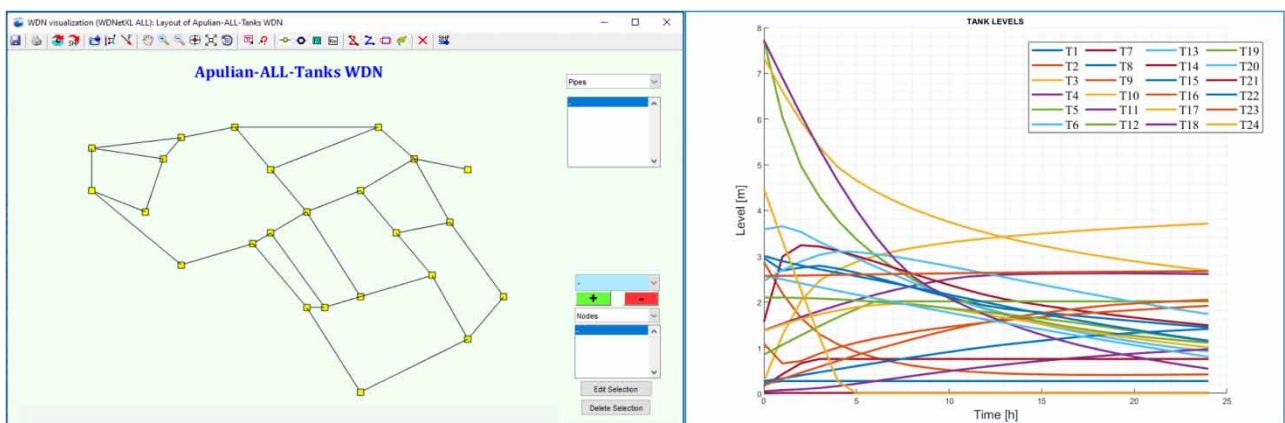 WDN visualization (WDNetXL ALL): Layout of Apulian-ALL-Tanks WDN
Apulian-ALL-Tanks WDN
Pipes
-
-
+ -
Nodes
-
Edit Selection
Delete Selection
TANK LEVELS
T1 T7 T13 T19
T2 T8 T14 T20
T3 T9 T15 T21
T4 T10 T16 T22
T5 T11 T17 T23
T6 T12 T18 T24
8
7
6
5
4
3
2
1
0
Level [m]
0 5 10 15 20 25
Time [h]